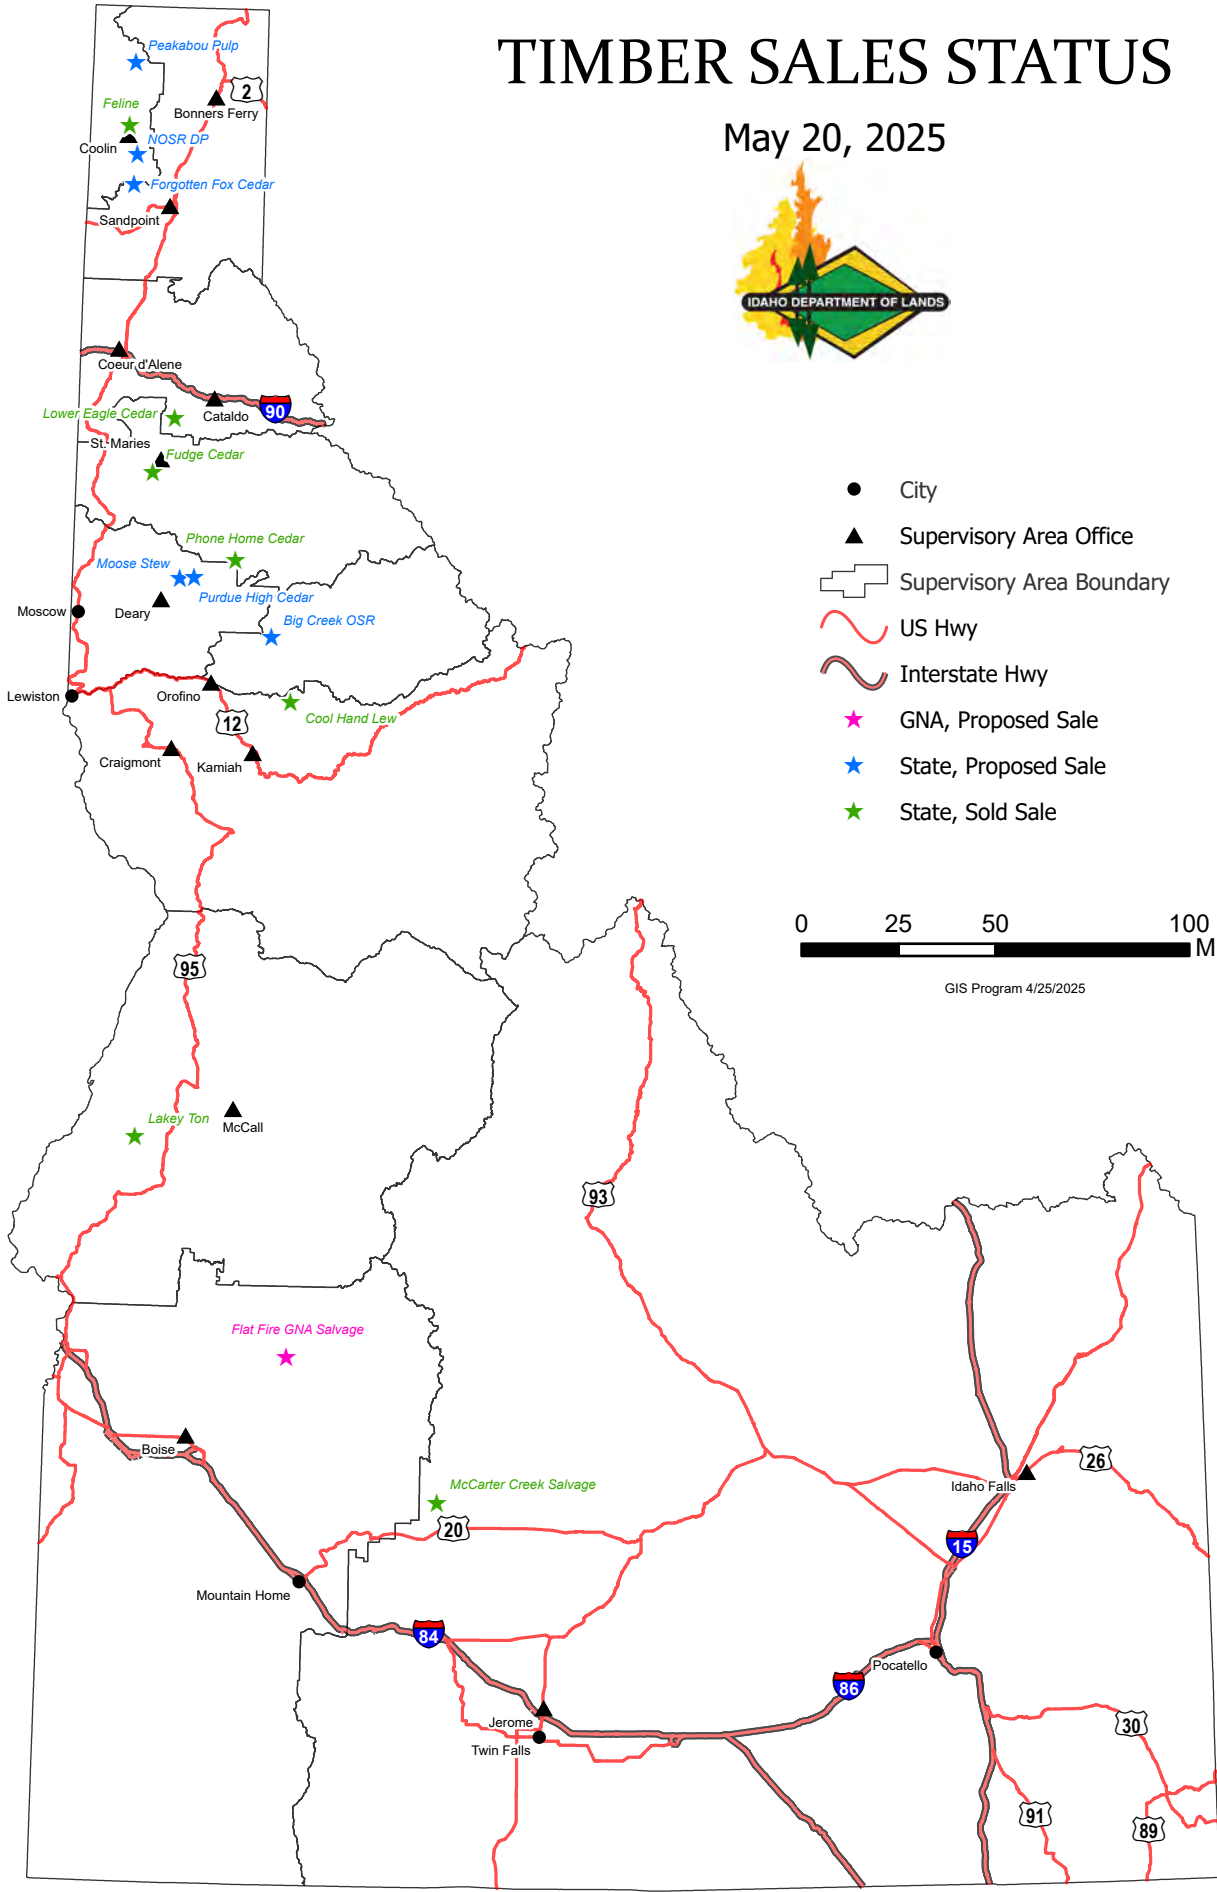 TIMBER SALES STATUS
May 20, 2025
IDAHO DEPARTMENT OF LANDS
Peakabou Pulp
2
Bonners Ferry
Feline
Coolin
NOSR DP
Forgotten Fox Cedar
Sandpoint
Coeur d'Alene
Lower Eagle Cedar
Cataldo
90
St. Maries
Fudge Cedar
Phone Home Cedar
Moose Stew
Purdue High Cedar
Moscow
Deary
Big Creek OSR
Lewiston
Orofino
12
Cool Hand Lew
Craigmont
Kamiah
City
Supervisory Area Office
Supervisory Area Boundary
US Hwy
Interstate Hwy
GNA, Proposed Sale
State, Proposed Sale
State, Sold Sale
0 25 50 100
M
GIS Program 4/25/2025
95
Lakey Ton
McCall
93
Flat Fire GNA Salvage
Boise
McCarter Creek Salvage
20
Idaho Falls
26
15
Mountain Home
84
Pocatello
86
Jerome
Twin Falls
30
91
89